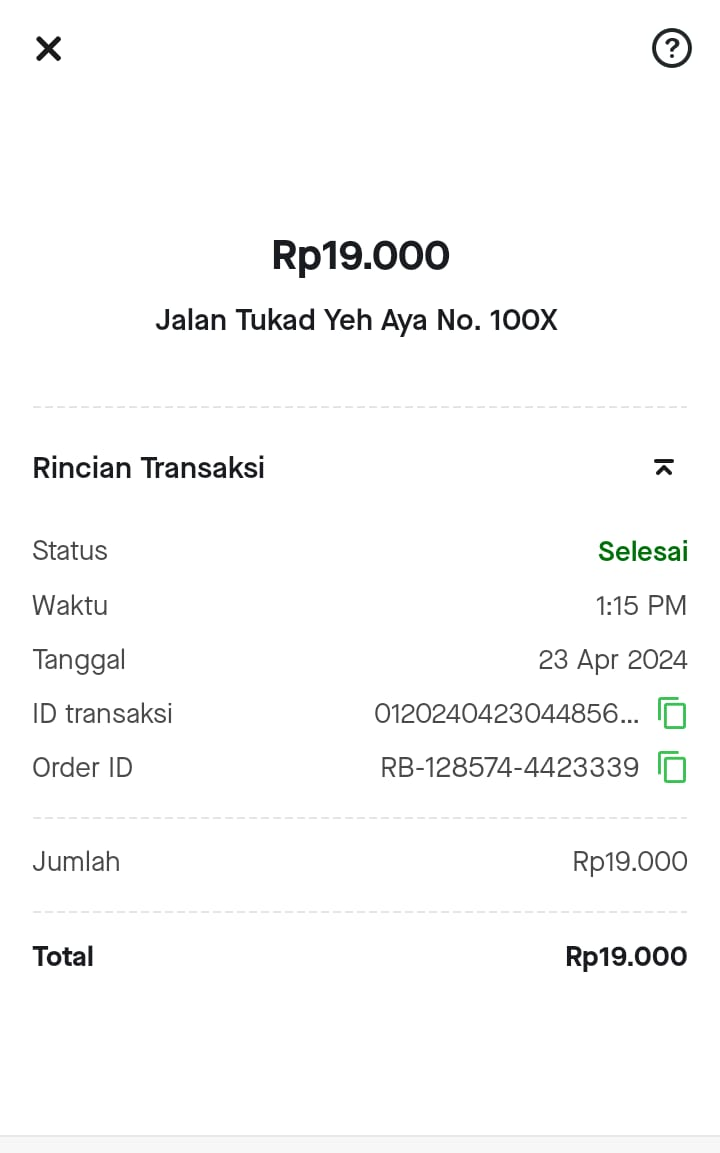 Rp19.000
Jalan Tukad Yeh Aya No. 100X
Rincian Transaksi
Status Selesai
Waktu 1:15 PM
Tanggal 23 Apr 2024
ID transaksi 0120240423044856...
Order ID RB-128574-4423339
Jumlah Rp19.000
Total Rp19.000